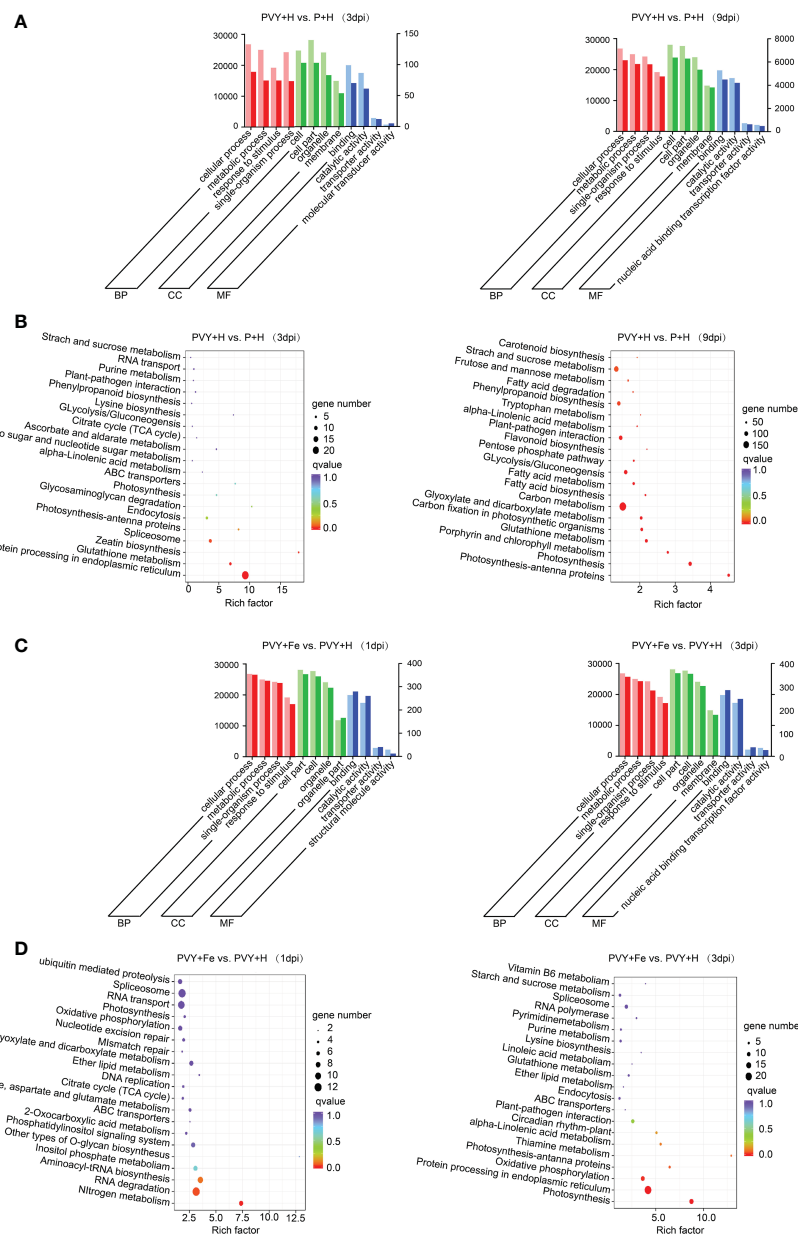 A
PVY+H vs. P+H （3dpi）
PVY+H vs. P+H （9dpi）
30000
20000
10000
0
150
100
50
0
cellular process
metabolic process
response to stimulus
single-organism process
cell
cell part
organelle
membrane
binding
catalytic activity
transporter activity
molecular transducer activity
BP
CC
MF
30000
20000
10000
0
8000
6000
4000
2000
0
cellular process
metabolic process
single-organism process
response to stimulus
cell
cell part
organelle
membrane
binding
catalytic activity
transporter activity
nucleic acid binding transcription factor activity
BP
CC
MF
B
PVY+H vs. P+H （3dpi）
Strach and sucrose metabolism
RNA transport
Purine metabolism
Plant-pathogen interaction
Phenylpropanoid biosynthesis
Lysine biosynthesis
GLycolysis/Gluconeogenesis
Citrate cycle (TCA cycle)
Ascorbate and aldarate metabolism
o sugar and nucleotide sugar metabolism
alpha-Linolenic acid metabolism
ABC transporters
Photosynthesis
Glycosaminoglycan degradation
Endocytosis
Photosynthesis-antenna proteins
Spliceosome
Zeatin biosynthesis
Glutathione metabolism
otein processing in endoplasmic reticulum
0
5
10
15
Rich factor
gene number
5
10
15
20
qvalue
1.0
0.5
0.0
PVY+H vs. P+H （9dpi）
Carotenoid biosynthesis
Strach and sucrose metabolism
Frutose and mannose metabolism
Fatty acid degradation
Phenylpropanoid biosynthesis
Tryptophan metabolism
alpha-Linolenic acid metabolism
Plant-pathogen interaction
Flavonoid biosynthesis
Pentose phosphate pathway
GLycolysis/Gluconeogensis
Fatty acid metabolism
Fatty acid biosynthesis
Carbon metabolism
Glyoxylate and dicarboxylate metabolism
Carbon fixation in photosynthetic organisms
Glutathione metabolism
Porphyrin and chlorophyll metabolism
Photosynthesis
Photosynthesis-antenna proteins
2
3
4
Rich factor
gene number
50
100
150
qvalue
1.0
0.5
0.0
C
PVY+Fe vs. PVY+H （1dpi）
30000
20000
10000
0
400
300
200
100
0
cellular process
metabolic process
single-organism process
response to stimulus
cell part
cell
organelle
organelle part
binding
catalytic activity
transporter activity
structural molecule activity
BP
CC
MF
PVY+Fe vs. PVY+H （3dpi）
30000
20000
10000
0
400
300
200
100
0
cellular process
metabolic process
single-organism process
response to stimulus
cell part
cell
organelle
membrane
binding
catalytic activity
transporter activity
nucleic acid binding transcription factor activity
BP
CC
MF
D
PVY+Fe vs. PVY+H （1dpi）
ubiquitin mediated proteolysis
Spliceosome
RNA transport
Photosynthesis
Oxidative phosphorylation
Nucleotide excision repair
MIsmatch repair
yoxylate and dicarboxylate metabolism
Ether lipid metabolism
DNA replication
Citrate cycle (TCA cycle)
e, aspartate and glutamate metabolism
ABC transporters
2-Oxocarboxylic acid metabolism
Phosphatidylinositol signaling system
Other types of O-glycan biosynthesus
Inositol phosphate metaboliam
Aminoacyl-tRNA biosynthesis
RNA degradation
NItrogen metabolism
2.5
5.0
7.5
10.0
12.5
Rich factor
gene number
2
4
6
8
10
12
qvalue
1.0
0.5
0.0
PVY+Fe vs. PVY+H （3dpi）
Vitamin B6 metaboliam
Starch and sucrose metabolism
Spliceosome
RNA polymerase
Pyrimidinemetabolism
Purine metabolism
Lysine biosynthesis
Linoleic acid metabolism
Glutathione metabolism
Ether lipid metabolism
Endocytosis
ABC transporters
Plant-pathogen interaction
Circadian rhythm-plant
alpha-Linolenic acid metabolism
Thiamine metabolism
Photosynthesis-antenna proteins
Oxidative phosphorylation
Protein processing in endoplasmic reticulum
Photosynthesis
5.0
10.0
Rich factor
gene number
5
10
15
20
qvalue
1.0
0.5
0.0